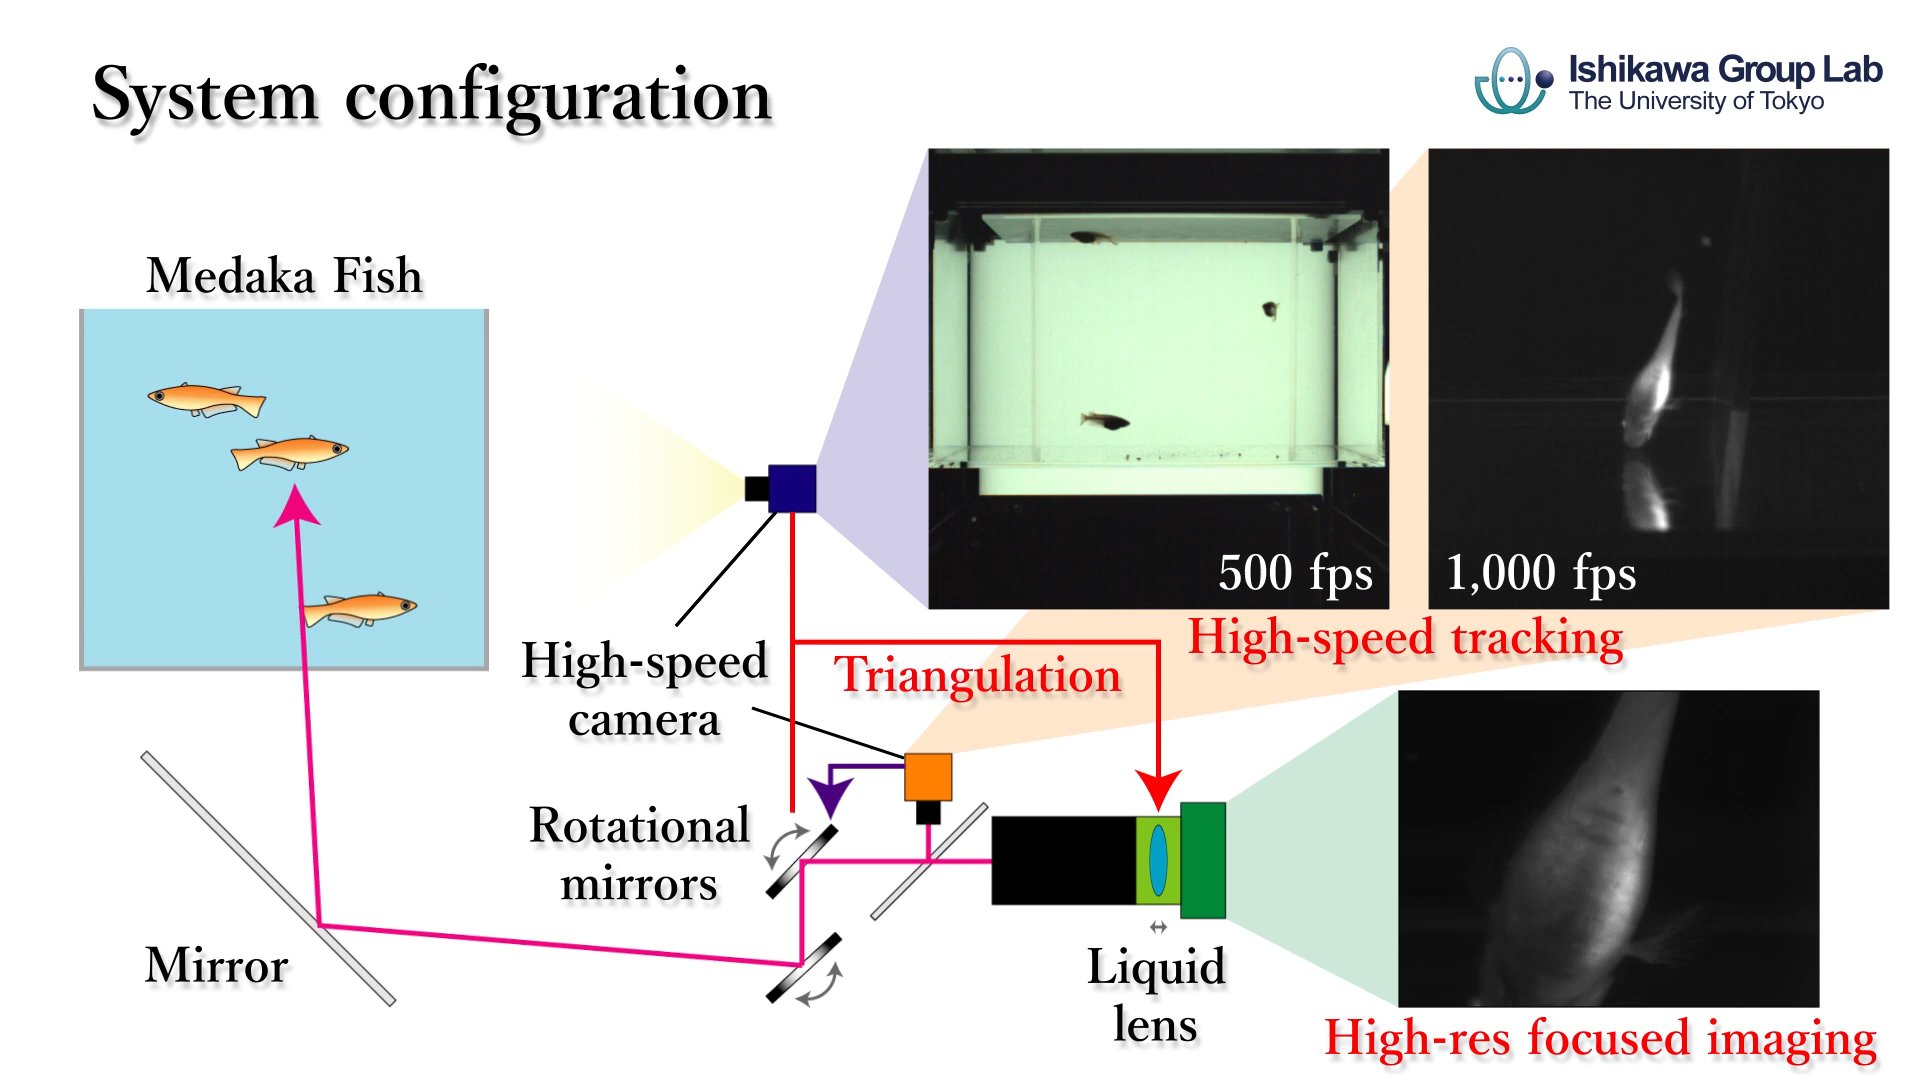 System configuration
Ishikawa Group Lab
The University of Tokyo
Medaka Fish
500 fps
1,000 fps
High-speed tracking
High-speed
camera
Triangulation
Rotational
mirrors
Mirror
Liquid
lens
High-res focused imaging